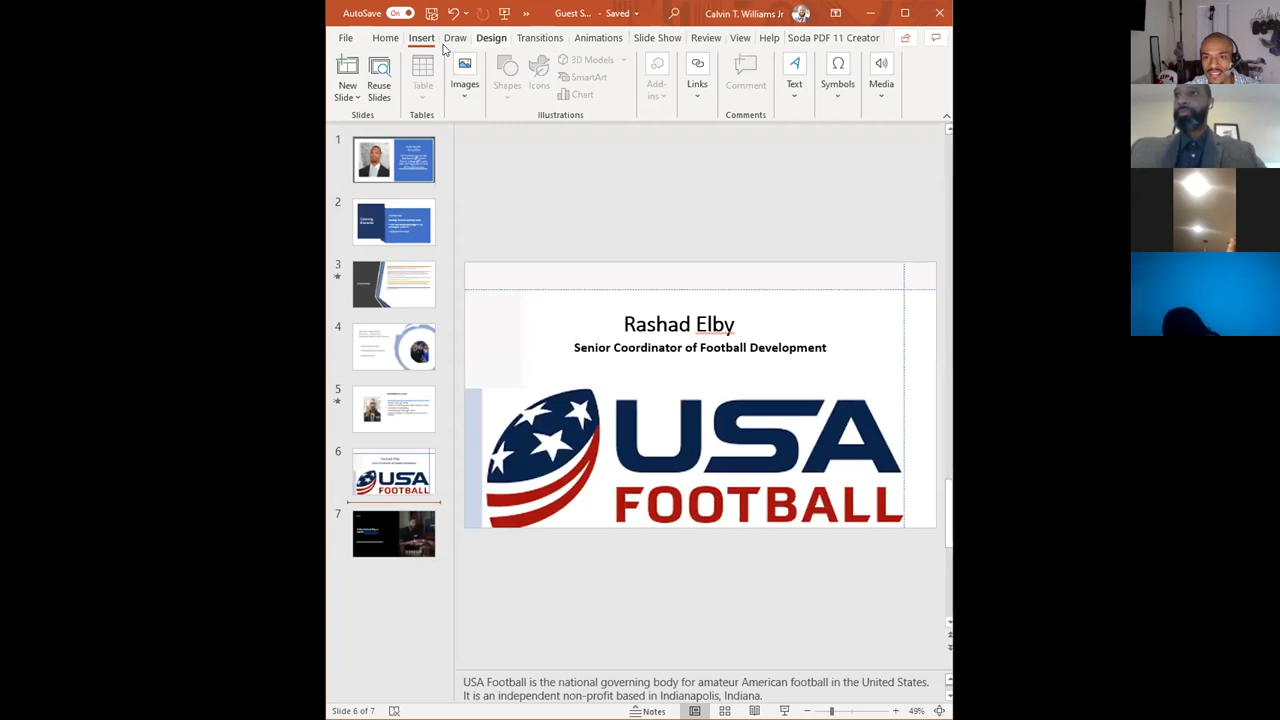 AutoSave On Guest S... - Saved Calvin T. Williams Jr
File Home Insert Draw Design Transitions Animations Slide Show Review View Help Soda PDF 11 Creator
New Slide
Reuse Slides
Slides
Table
Tables
Images
Shapes
Icons
3D Models
SmartArt
Chart
Illustrations
Add-ins
Links
Comment
Comments
Text
Symbols
Media
1
2
3
4
5
6
7
Rashad Elby
Senior Coordinator of Football Development
USA
FOOTBALL
USA
FOOTBALL
USA Football is the national governing body for amateur American football in the United States.
It is an independent non-profit based in Indianapolis, Indiana.
Slide 6 of 7 Notes 49%